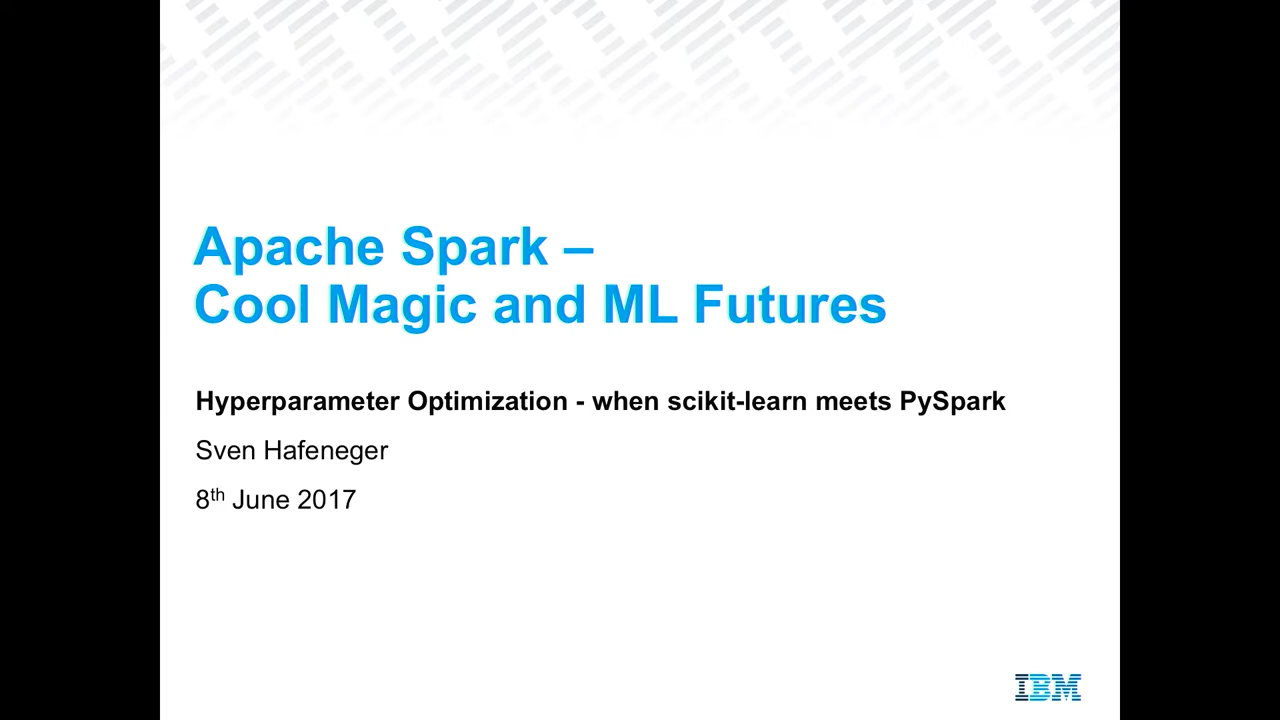 Apache Spark –
Cool Magic and ML Futures
Hyperparameter Optimization - when scikit-learn meets PySpark
Sven Hafeneger
8th June 2017
IBM